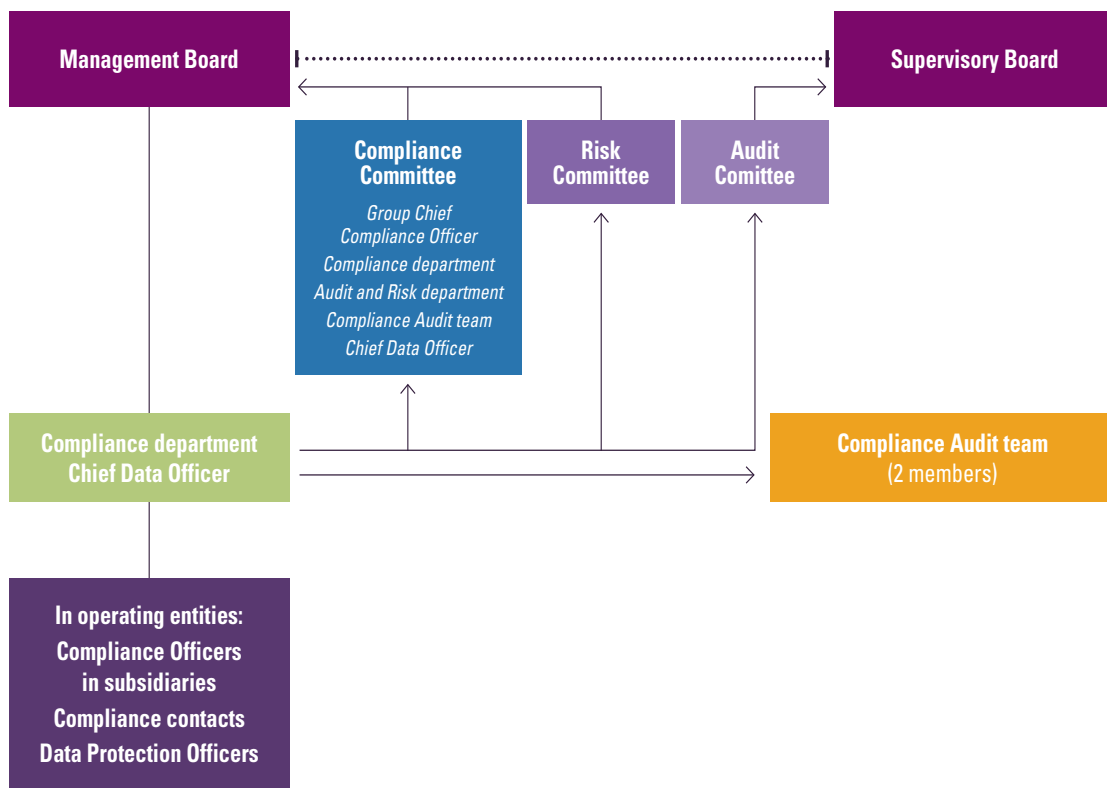 Management Board
Supervisory Board
Compliance
Committee
Group Chief
Compliance Officer
Compliance department
Audit and Risk department
Compliance Audit team
Chief Data Officer
Risk
Committee
Audit
Comittee
Compliance department
Chief Data Officer
Compliance Audit team
(2 members)
In operating entities:
Compliance Officers
in subsidiaries
Compliance contacts
Data Protection Officers